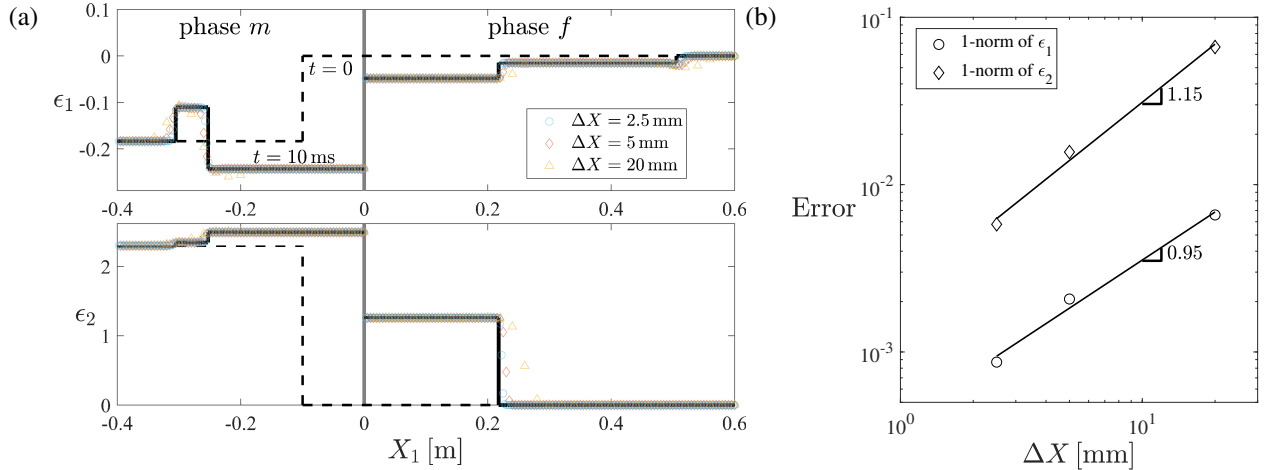 (a)
phase m
phase f
0.1
0
-0.1
-0.2
ϵ1
t = 0
t = 10 ms
ΔX = 2.5 mm
ΔX = 5 mm
ΔX = 20 mm
-0.4 -0.2 0 0.2 0.4 0.6
2
1
0
ϵ2
-0.4 -0.2 0 0.2 0.4 0.6
X1 [m]
(b)
10^-1
10^-2
10^-3
Error
1-norm of ϵ1
1-norm of ϵ2
1.15
0.95
10^0 10^1
ΔX [mm]